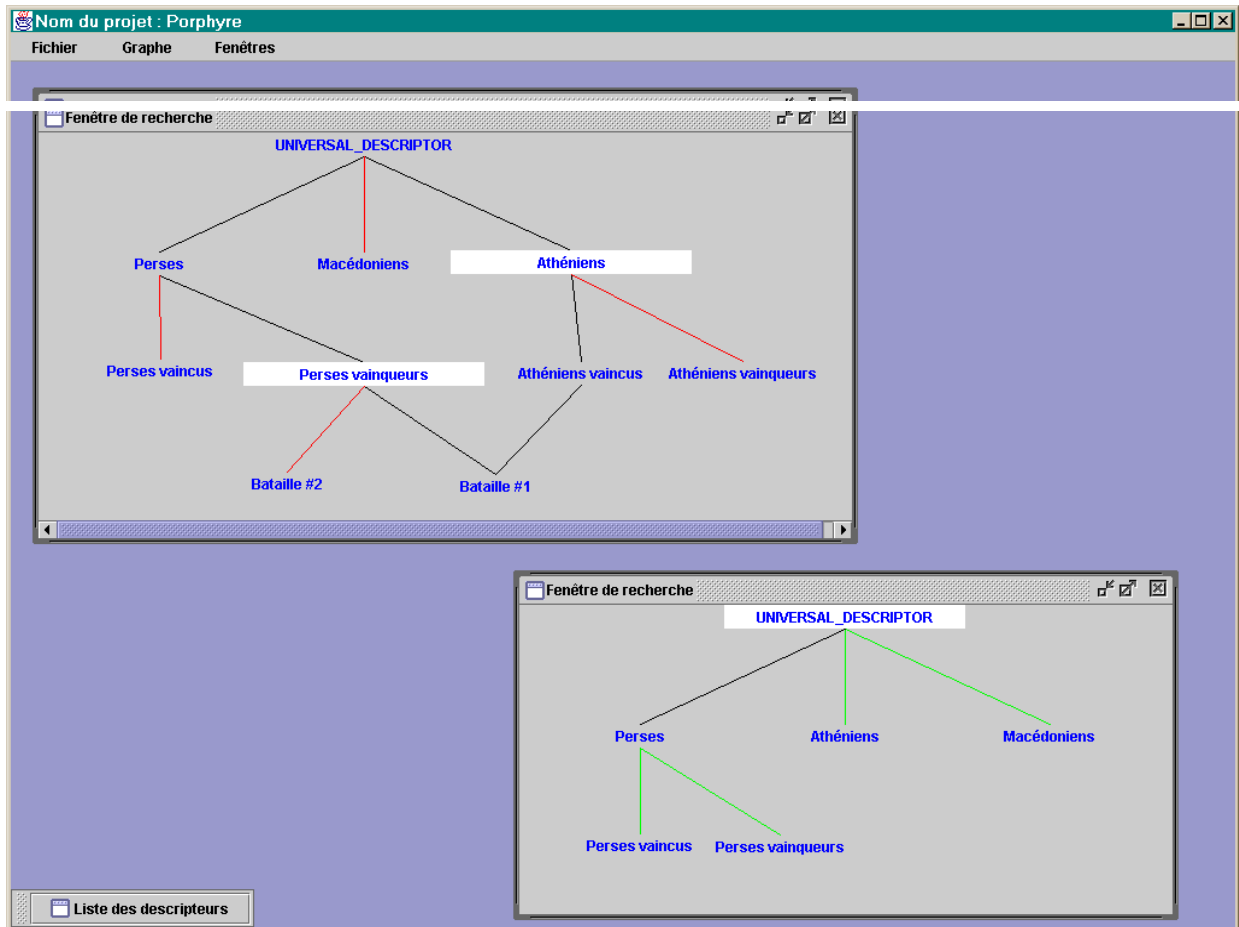 Nom du projet : Porphyre
Fichier Graphe Fenêtres
Fenêtre de recherche
UNIVERSAL_DESCRIPTOR
Perses Macédoniens Athéniens
Perses vaincus Perses vainqueurs Athéniens vaincus Athéniens vainqueurs
Bataille #2 Bataille #1
Fenêtre de recherche
UNIVERSAL_DESCRIPTOR
Perses Athéniens Macédoniens
Perses vaincus Perses vainqueurs
Liste des descripteurs